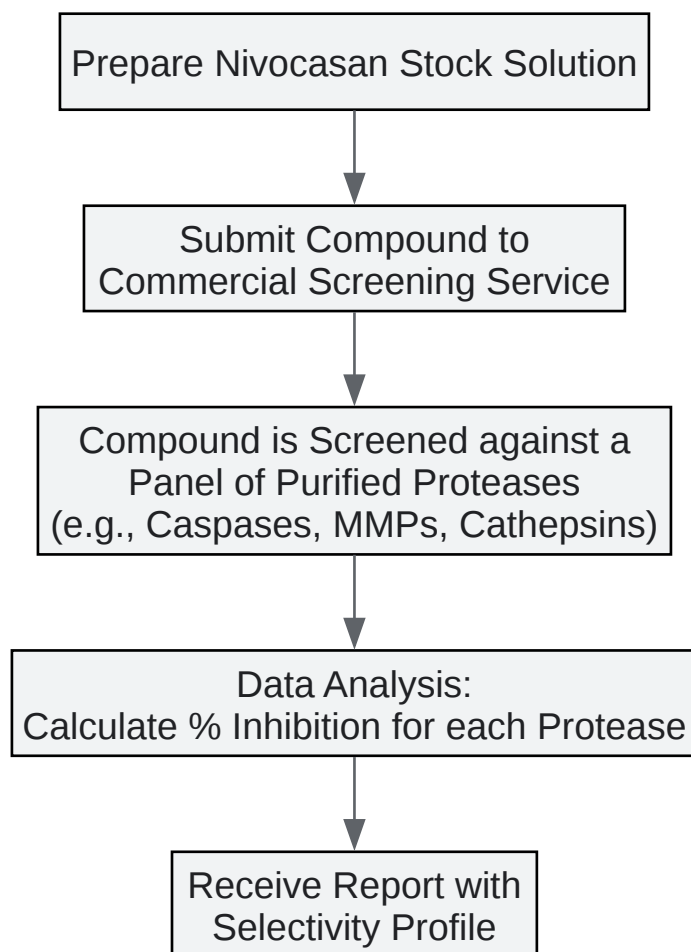 Prepare Nivocasan Stock Solution
Submit Compound to
Commercial Screening Service
Compound is Screened against a
Panel of Purified Proteases
(e.g., Caspases, MMPs, Cathepsins)
Data Analysis:
Calculate % Inhibition for each Protease
Receive Report with
Selectivity Profile